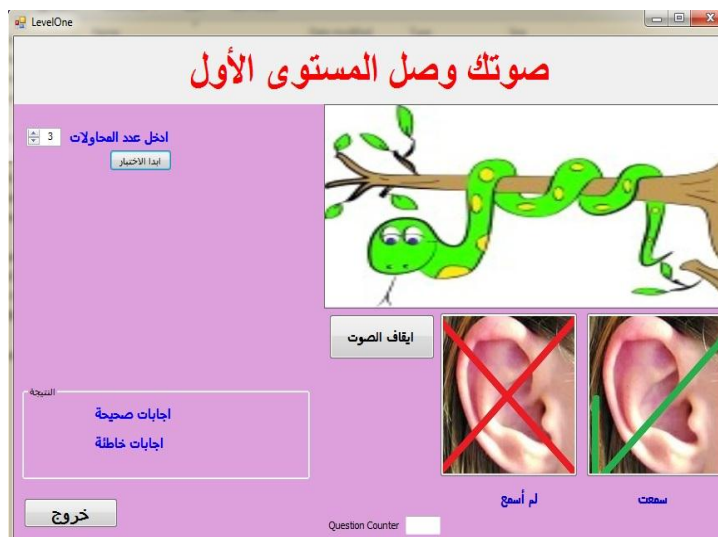 LevelOne
صوتك وصل المستوى الأول
ادخل عدد المحاولات 3
ابدا الاختبار
ايقاف الصوت
النتيجة
اجابات صحيحة
اجابات خاطئة
سمعت
لم أسمع
خروج
Question Counter